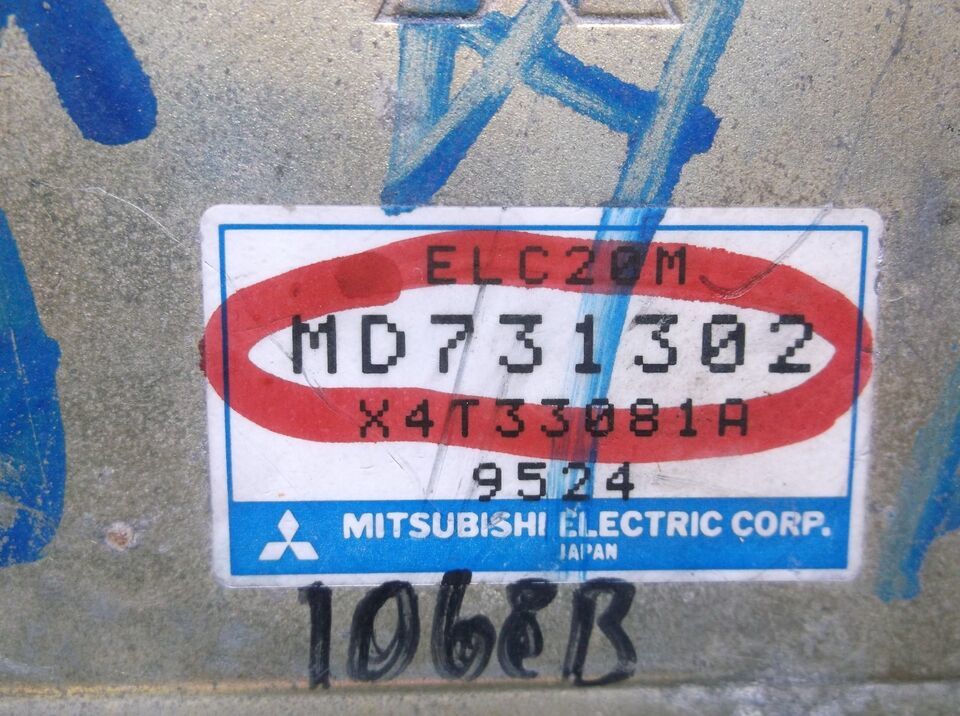 ELC20M
MD731302
X4T33081A
9524
MITSUBISHI ELECTRIC CORP.
JAPAN
1068B